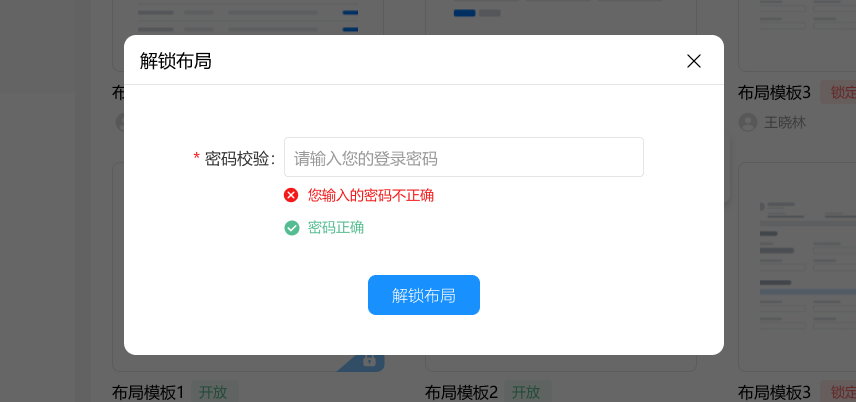 解锁布局
* 密码校验：
请输入您的登录密码
您输入的密码不正确
密码正确
解锁布局
布
布局模板3 锁定
王晓林
布局模板1 开放
布局模板2 开放
布局模板3 锁定